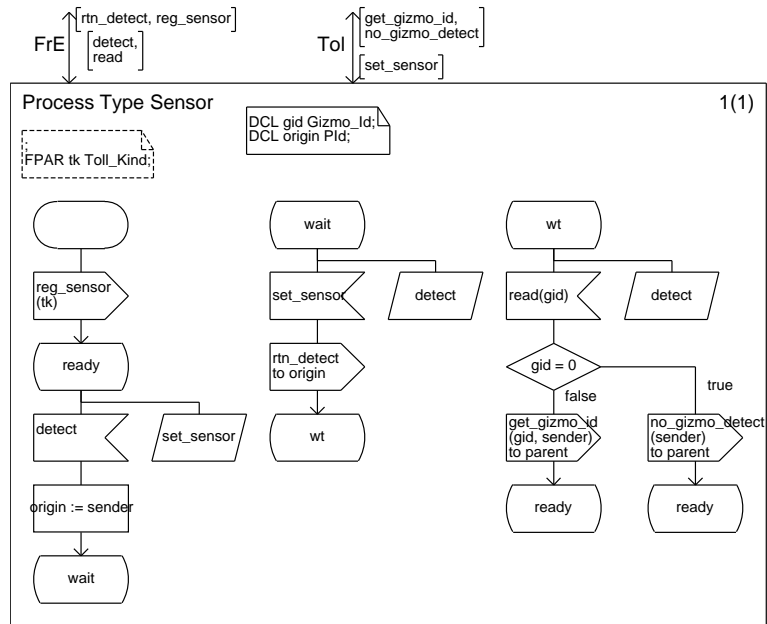 [rtn_detect, reg_sensor]
FrE
[detect,
read]
[get_gizmo_id,
no_gizmo_detect]
ToI
[set_sensor]
Process Type Sensor
1(1)
;
FPAR tk Toll_Kind;
DCL gid Gizmo_Id;
DCL origin PId;
reg_sensor
(tk)
ready
detect
set_sensor
origin := sender
wait
wait
set_sensor
detect
rtn_detect
to origin
wt
wt
read(gid)
detect
gid = 0
false
true
get_gizmo_id
(gid, sender)
to parent
no_gizmo_detect
(sender)
to parent
ready
ready